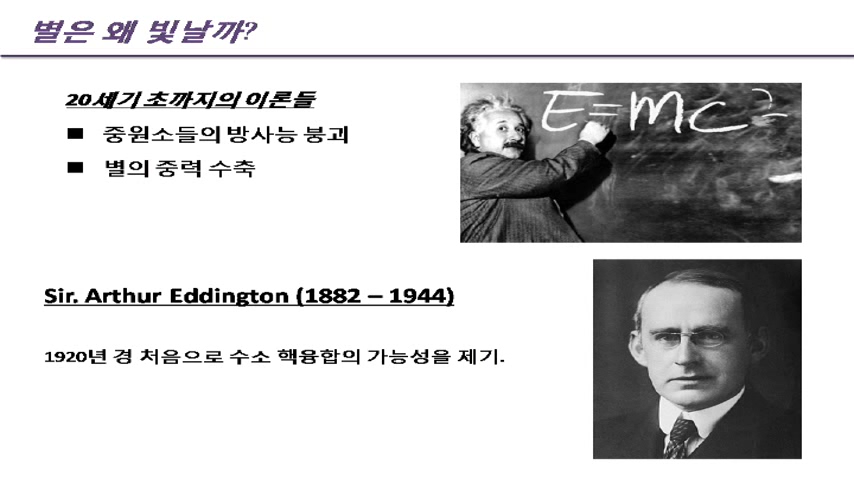 별은 왜 빛날까?
20세기 초까지의 이론들
■ 중원소들의 방사능 붕괴
■ 별의 중력 수축
E=mc²
Sir. Arthur Eddington (1882 – 1944)
1920년 경 처음으로 수소 핵융합의 가능성을 제기.